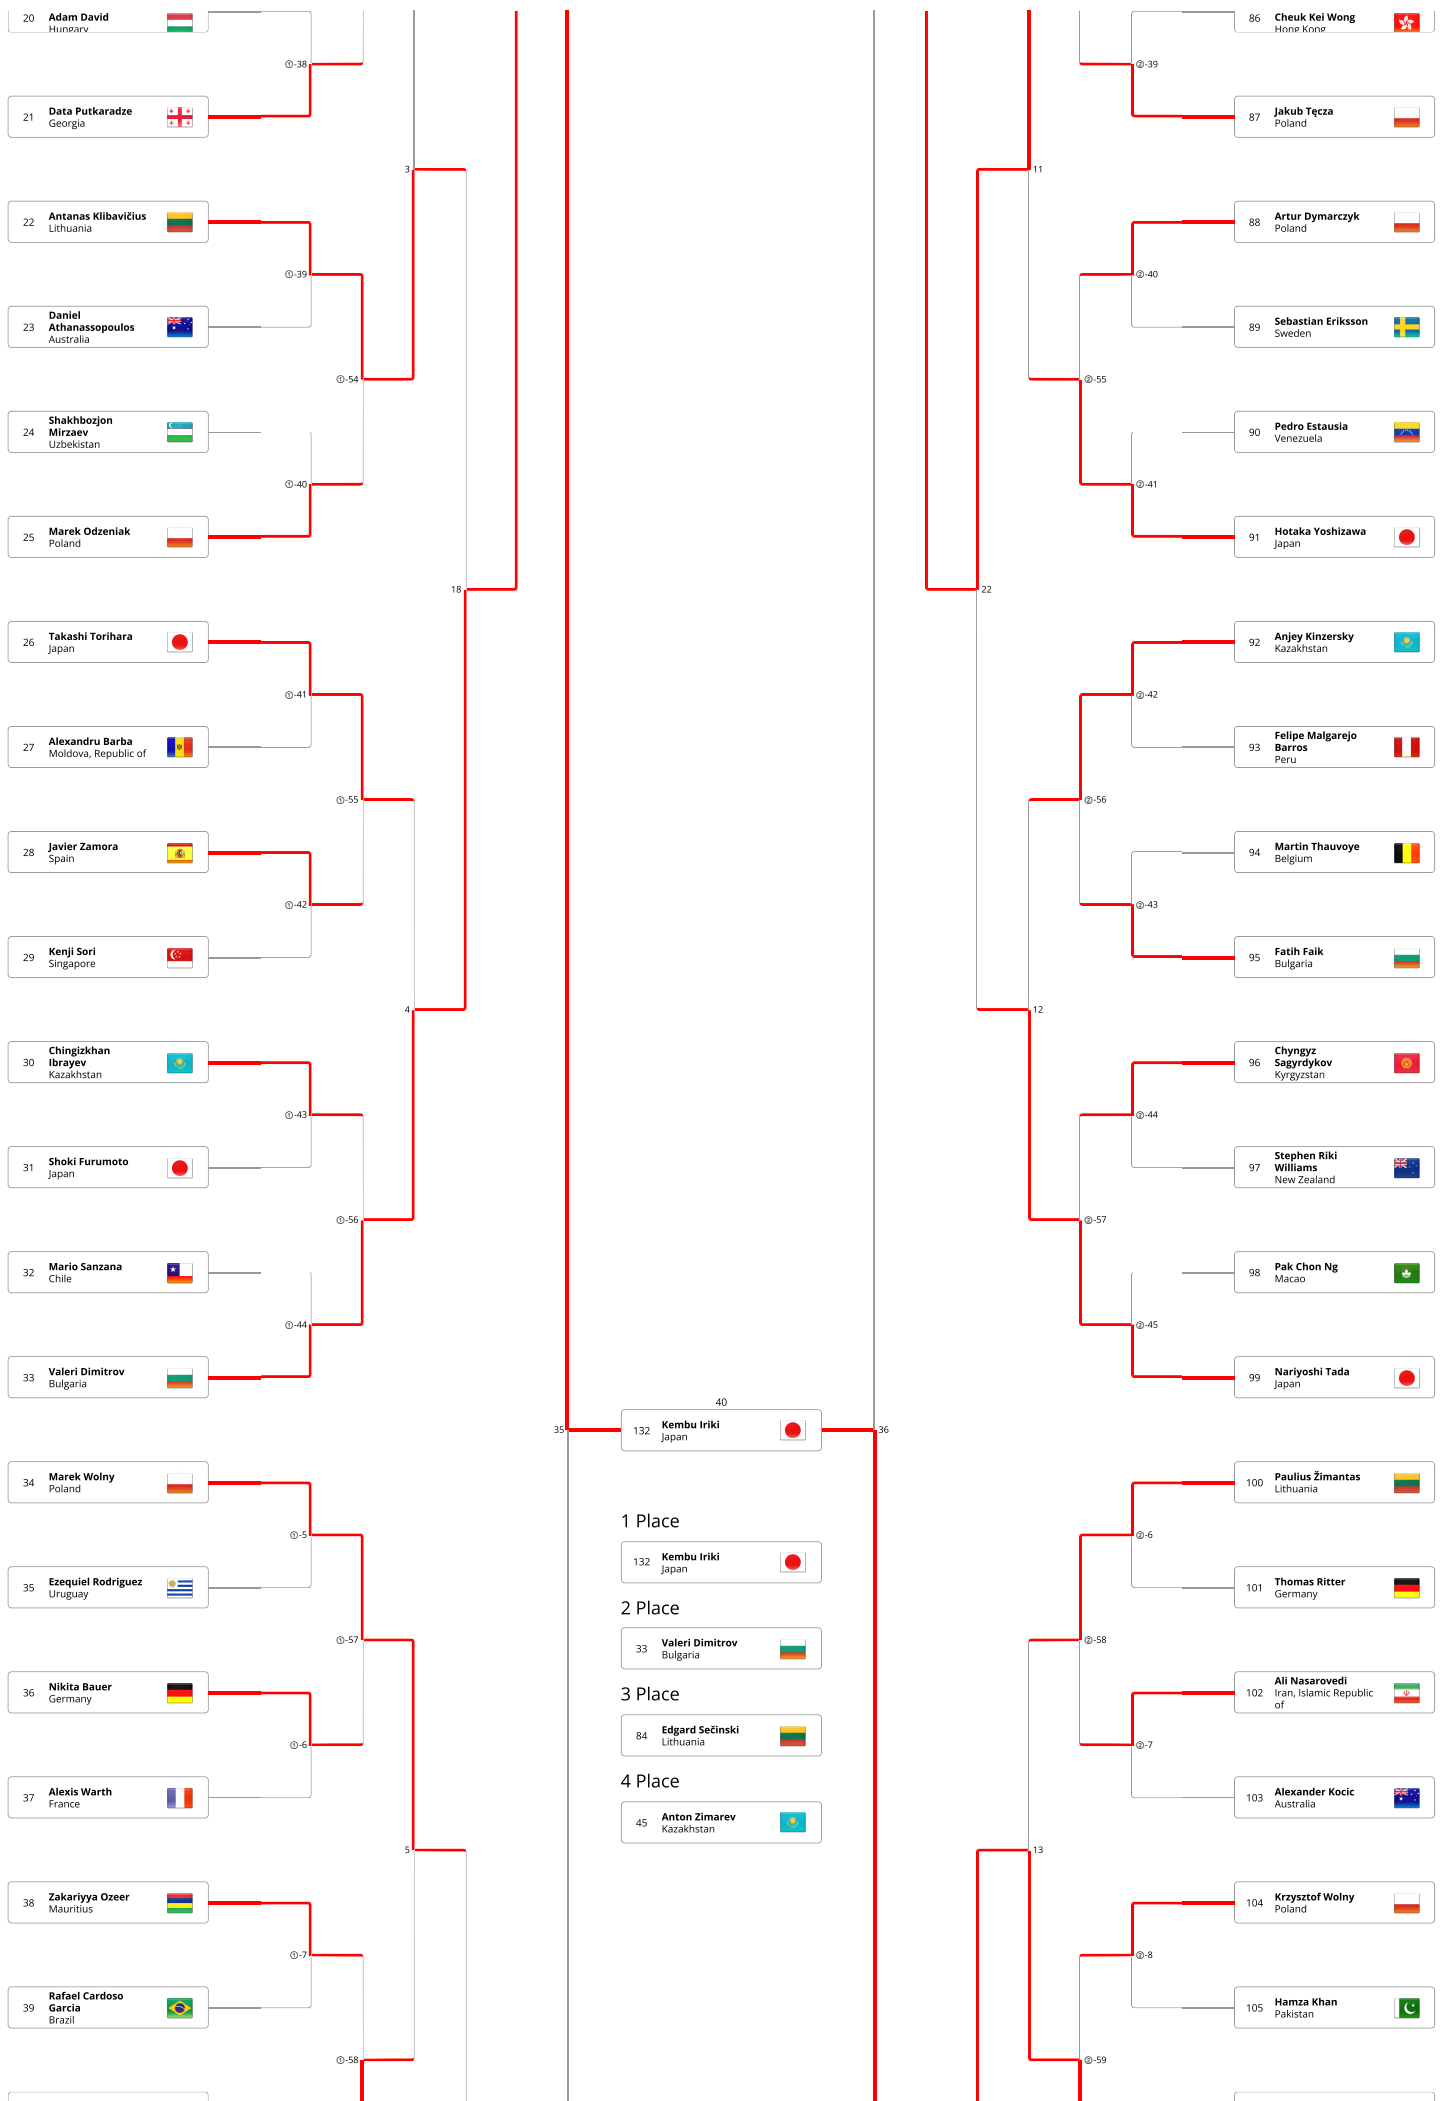 20
Adam David
Hungary
①-38
21
Data Putkaradze
Georgia
3
22
Antanas Klibavičius
Lithuania
①-39
23
Daniel
Athanassopoulos
Australia
①-54
24
Shakhbozjon
Mirzaev
Uzbekistan
①-40
25
Marek Odzeniak
Poland
18
26
Takashi Torihara
Japan
①-41
27
Alexandru Barba
Moldova, Republic of
①-55
28
Javier Zamora
Spain
①-42
29
Kenji Sori
Singapore
4
30
Chingizkhan
Ibrayev
Kazakhstan
①-43
31
Shoki Furumoto
Japan
①-56
32
Mario Sanzana
Chile
①-44
33
Valeri Dimitrov
Bulgaria
35
34
Marek Wolny
Poland
①-5
35
Ezequiel Rodriguez
Uruguay
①-57
36
Nikita Bauer
Germany
①-6
37
Alexis Warth
France
5
38
Zakariyya Ozeer
Mauritius
①-7
39
Rafael Cardoso
Garcia
Brazil
①-58
40
132
Kembu Iriki
Japan
1 Place
132
Kembu Iriki
Japan
2 Place
33
Valeri Dimitrov
Bulgaria
3 Place
84
Edgard Sečinski
Lithuania
4 Place
45
Anton Zimarev
Kazakhstan
86
Cheuk Kei Wong
Hong Kong
②-39
87
Jakub Tęcza
Poland
11
88
Artur Dymarczyk
Poland
②-40
89
Sebastian Eriksson
Sweden
②-55
90
Pedro Estausia
Venezuela
②-41
91
Hotaka Yoshizawa
Japan
22
92
Anjey Kinzersky
Kazakhstan
②-42
93
Felipe Malgarejo
Barros
Peru
②-56
94
Martin Thauvoye
Belgium
②-43
95
Fatih Faik
Bulgaria
12
96
Chyngyz
Sagyrdykov
Kyrgyzstan
②-44
97
Stephen Riki
Williams
New Zealand
②-57
98
Pak Chon Ng
Macao
②-45
99
Nariyoshi Tada
Japan
36
100
Paulius Žimantas
Lithuania
②-6
101
Thomas Ritter
Germany
②-58
102
Ali Nasarovedi
Iran, Islamic Republic
of
②-7
103
Alexander Kocic
Australia
13
104
Krzysztof Wolny
Poland
②-8
105
Hamza Khan
Pakistan
②-59